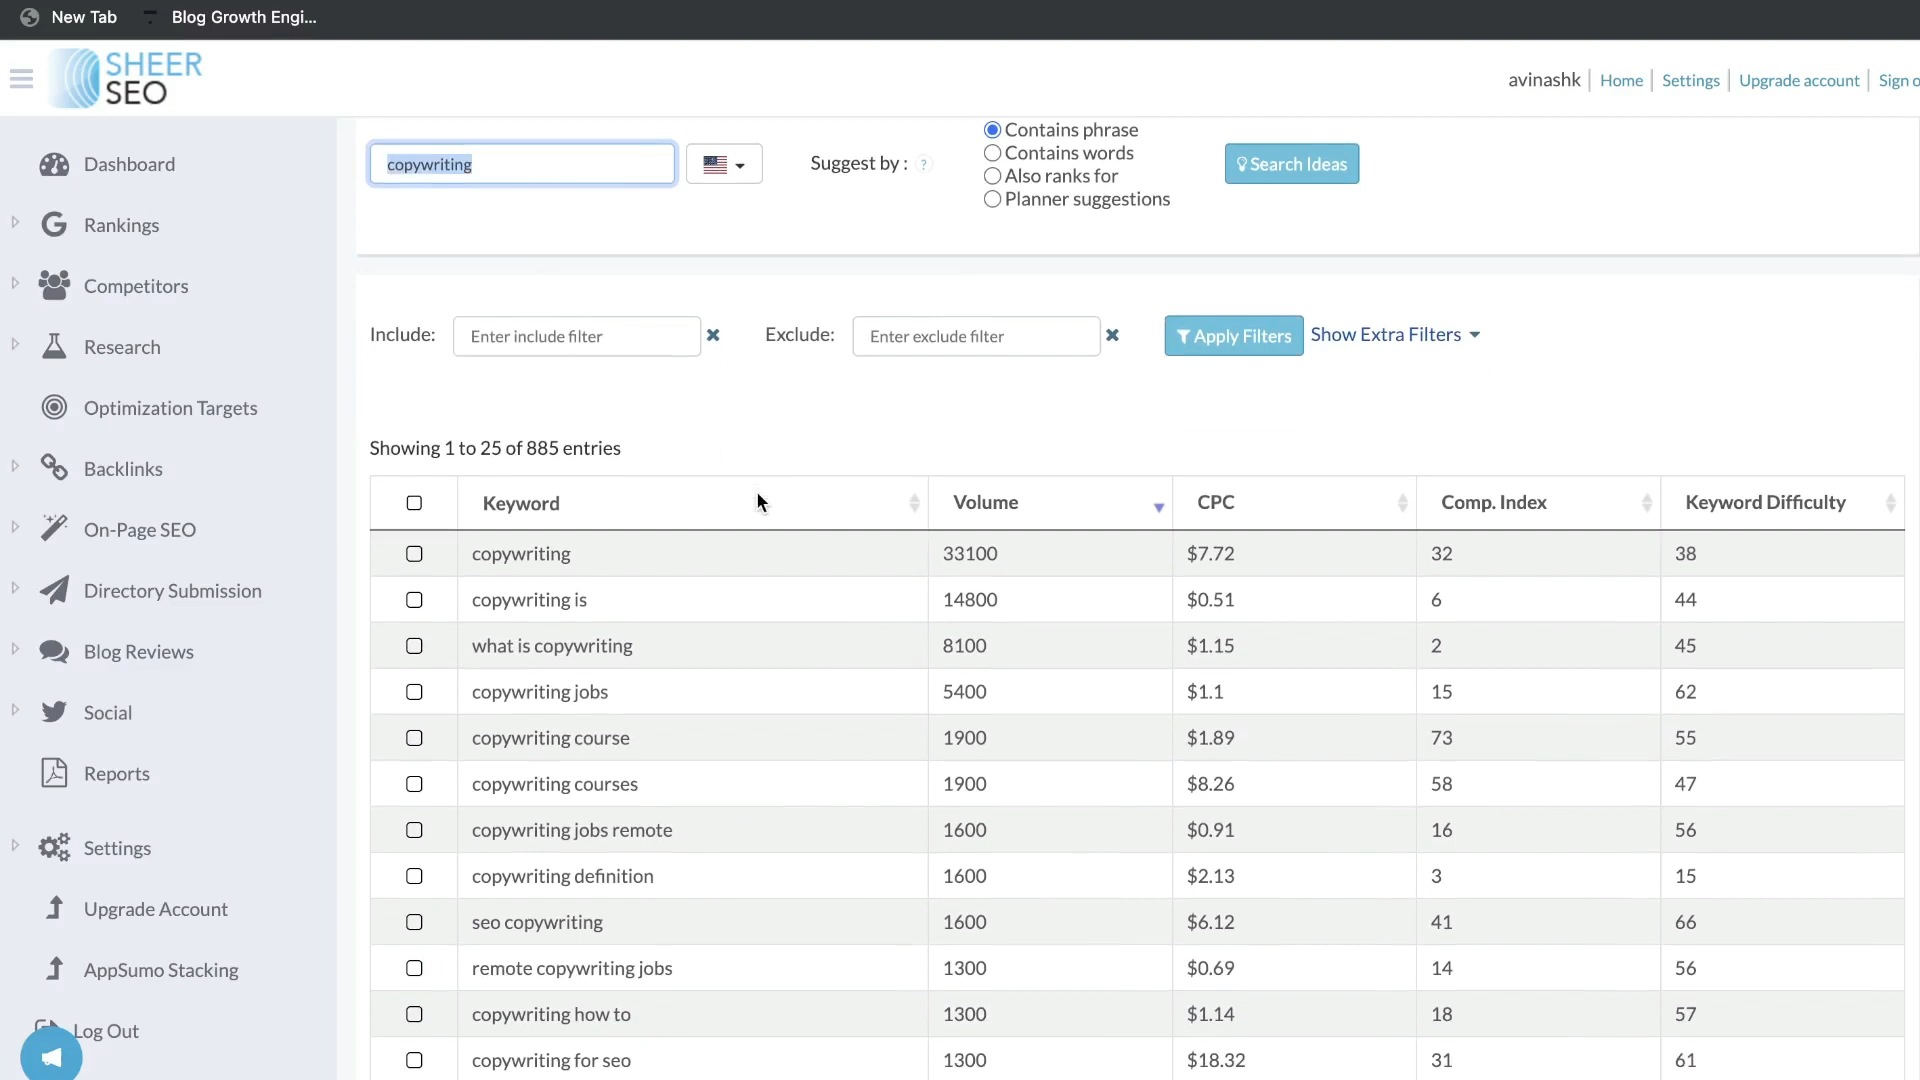 New Tab Blog Growth Engi...
SHEER
SEO
avinashk Home Settings Upgrade account Sign o
Dashboard
Rankings
Competitors
Research
Optimization Targets
Backlinks
On-Page SEO
Directory Submission
Blog Reviews
Social
Reports
Settings
Upgrade Account
AppSumo Stacking
Log Out
copywriting
Suggest by : ?
Contains phrase
Contains words
Also ranks for
Planner suggestions
Search Ideas
Include: Enter include filter Exclude: Enter exclude filter Apply Filters Show Extra Filters
Showing 1 to 25 of 885 entries
Keyword Volume CPC Comp. Index Keyword Difficulty
copywriting 33100 $7.72 32 38
copywriting is 14800 $0.51 6 44
what is copywriting 8100 $1.15 2 45
copywriting jobs 5400 $1.1 15 62
copywriting course 1900 $1.89 73 55
copywriting courses 1900 $8.26 58 47
copywriting jobs remote 1600 $0.91 16 56
copywriting definition 1600 $2.13 3 15
seo copywriting 1600 $6.12 41 66
remote copywriting jobs 1300 $0.69 14 56
copywriting how to 1300 $1.14 18 57
copywriting for seo 1300 $18.32 31 61